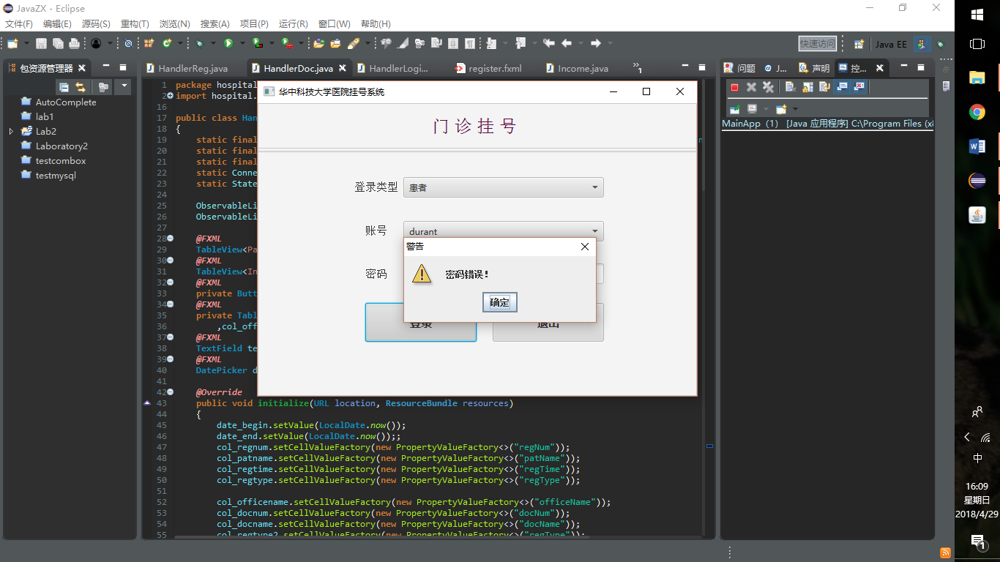 JavaZX - Eclipse
文件(F) 编辑(E) 源码(S) 重构(T) 浏览(N) 搜索(A) 项目(P) 运行(R) 窗口(W) 帮助(H)
快速访问 Java EE
包资源管理器
AutoComplete
lab1
Lab2
Laboratory2
testcombox
testmysql
HandlerReg.java HandlerDoc.java HandlerLogi... register.fxml Income.java »1
1 package hospital
2 import hospital.
16
17 public class Han
18 {
19 static final
20 static final
21 static final
22 static Conne
23 static State
24
25 ObservableLi
26 ObservableLi
27
28 @FXML
29 TableView<Pa
30 @FXML
31 TableView<In
32 @FXML
33 private Butt
34 @FXML
35 private Tabl
36 ,col_off
37 @FXML
38 TextField te
39 @FXML
40 DatePicker d
41
42 @Override
43 public void initialize(URL location, ResourceBundle resources)
44 {
45 date_begin.setValue(LocalDate.now());
46 date_end.setValue(LocalDate.now());;
47 col_regnum.setCellValueFactory(new PropertyValueFactory<>("regNum"));
48 col_patname.setCellValueFactory(new PropertyValueFactory<>("patName"));
49 col_regtime.setCellValueFactory(new PropertyValueFactory<>("regTime"));
50 col_regtype.setCellValueFactory(new PropertyValueFactory<>("regType"));
51
52 col_officename.setCellValueFactory(new PropertyValueFactory<>("officeName"));
53 col_docnum.setCellValueFactory(new PropertyValueFactory<>("docNum"));
54 col_docname.setCellValueFactory(new PropertyValueFactory<>("docName"));
55 col_regtype2.setCellValueFactory(new PropertyValueFactory<>("regType"));
华中科技大学医院挂号系统
门诊挂号
登录类型 患者
账号 durant
密码
警告
密码错误！
确定
登录 退出
问题 @ J... 声明 控...
MainApp (1) [Java 应用程序] C:\Program Files (x8
中
16:09
星期日
2018/4/29
1